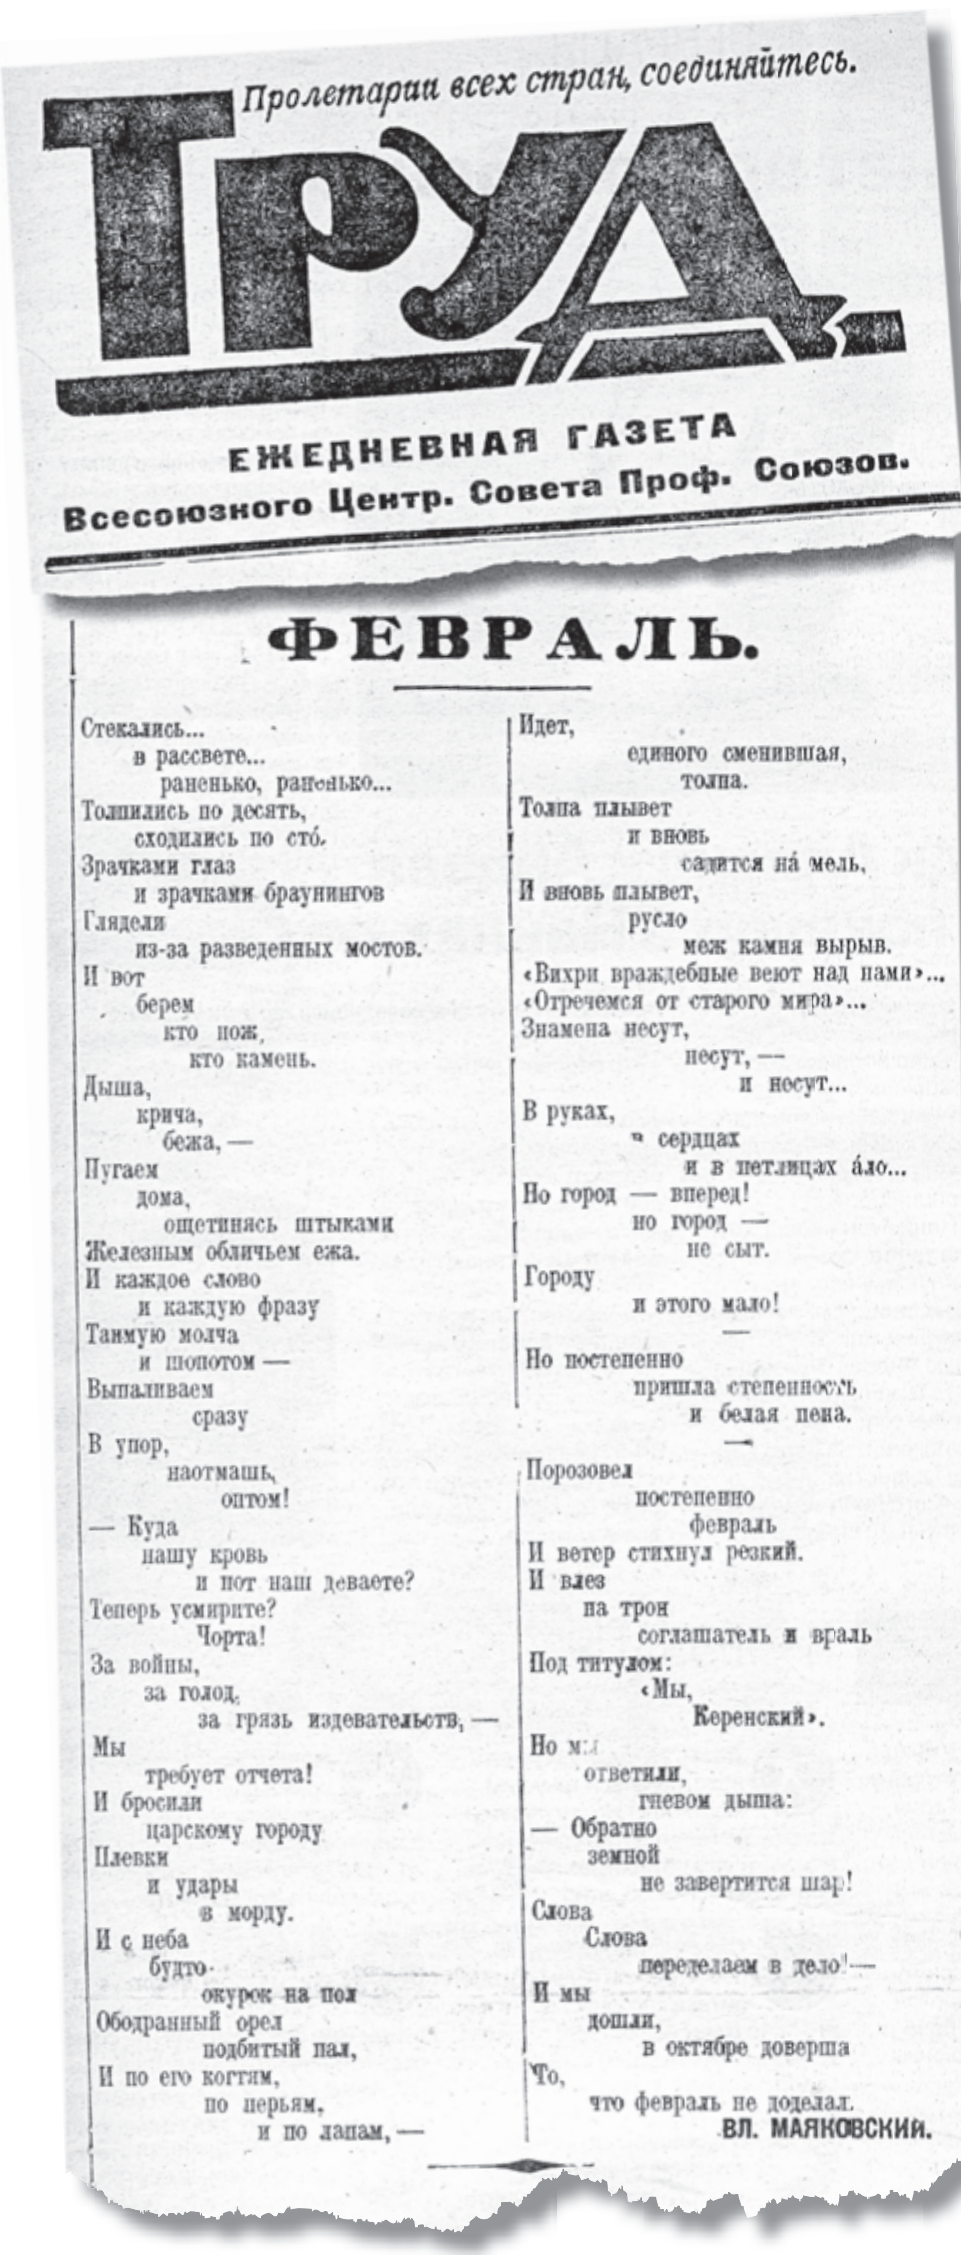 Пролетарии всех стран, соединяйтесь.
ТРУД
ЕЖЕДНЕВНАЯ ГАЗЕТА
Всесоюзного Центр. Совета Проф. Союзов.
ФЕВРАЛЬ.
Стекались...
в рассвете...
раненько, раненько...
Толпились по десять,
сходились по стó.
Зрачками глаз
и зрачками браунингов
Глядели
из-за разведенных мостов.
И вот
берем
кто нож,
кто камень.
Дыша,
крича,
бежа, —
Пугаем
дома,
ощетинясь штыками
Железным обличьем ежа.
И каждое слово
и каждую фразу
Таимую молча
и шопотом —
Выпаливаем
сразу
В упор,
наотмашь,
оптом!
— Куда
нашу кровь
и пот наш деваете?
Теперь усмирите?
Чорта!
За войны,
за голод,
за грязь издевательств, —
Мы
требует отчета!
И бросили
царскому городу
Плевки
и удары
в морду.
И с неба
будто
окурок на пол
Ободранный орел
подбитый пал,
И по его когтям,
по перьям,
и по лапам, —
Идет,
единого сменившая,
толпа.
Толпа плывет
и вновь
садится нá мель,
И вновь плывет,
русло
меж камня вырыв.
«Вихри враждебные веют над нами»...
«Отречемся от старого мира»...
Знамена несут,
несут, —
и несут...
В руках,
в сердцах
и в петлицах áло...
Но город — вперед!
но город —
не сыт.
Городу
и этого мало!
—
Но постепенно
пришла степенность
и белая пена.
—
Порозовел
постепенно
февраль
И ветер стихнул резкий.
И влез
на трон
соглашатель и враль
Под титулом:
«Мы,
Керенский».
Но мы
ответили,
гневом дыша:
— Обратно
земной
не завертится шар!
Слова
Слова
переделаем в дело! —
И мы
дошли,
в октябре доверша
То,
что февраль не доделал.
ВЛ. МАЯКОВСКИЙ.